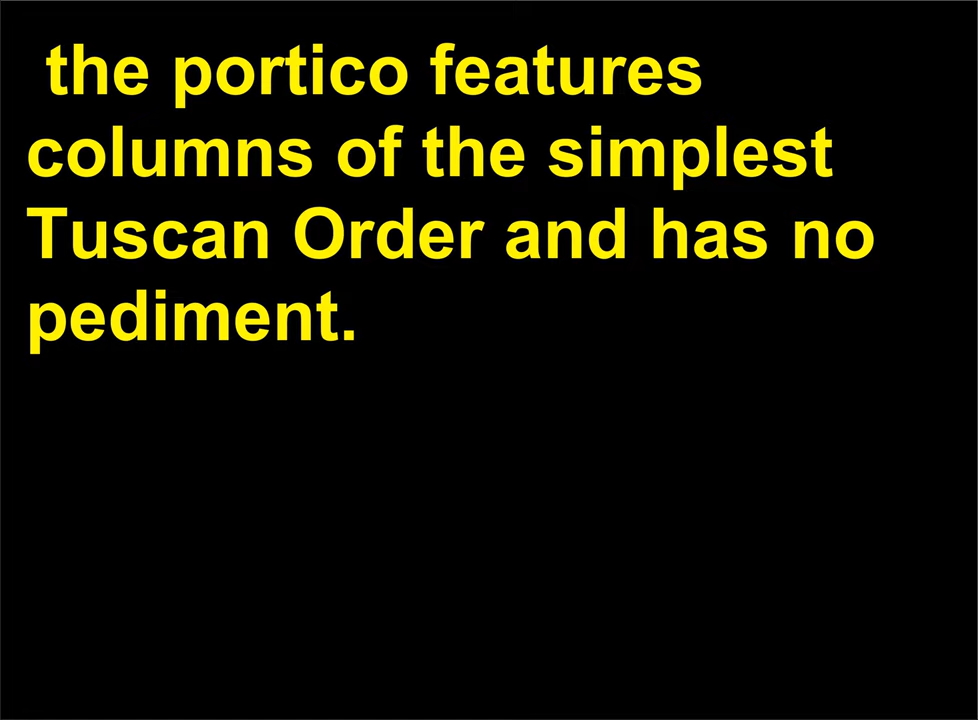 the portico features
columns of the simplest
Tuscan Order and has no
pediment.